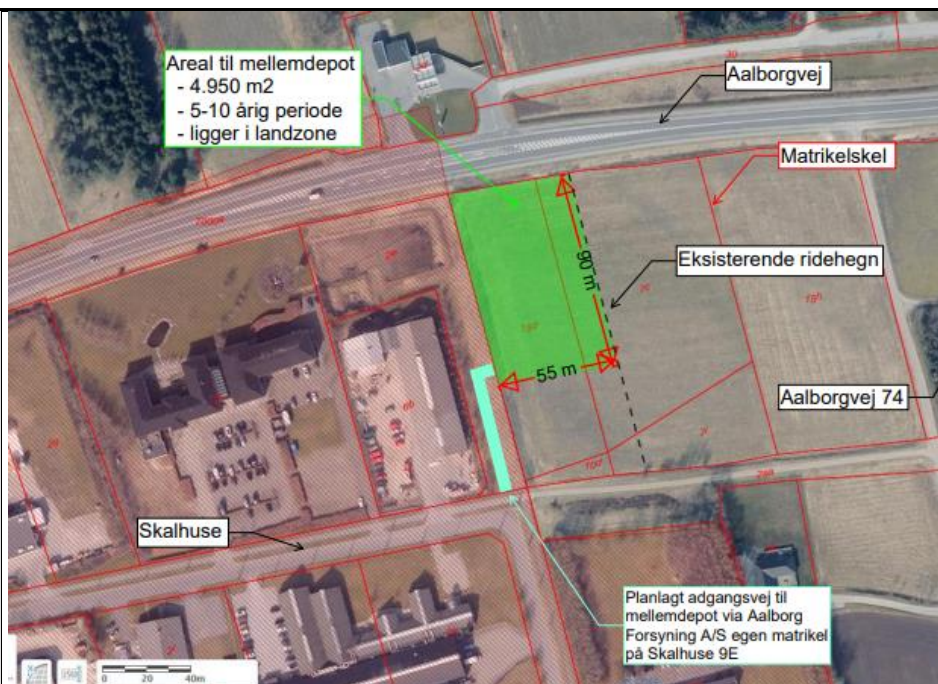 Areal til mellemdepot
- 4.950 m2
- 5-10 årig periode
- ligger i landzone
Aalborgvej
Matrikelskel
Eksisterende ridehegn
90 m
55 m
Aalborgvej 74
Skalhuse
Planlagt adgangsvej til
mellemdepot via Aalborg
Forsyning A/S egen matrikel
på Skalhuse 9E
0 20 40m